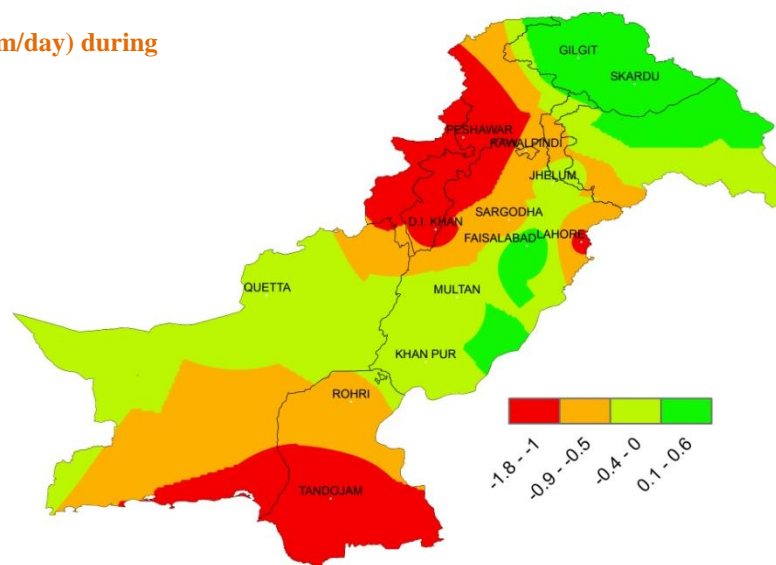 m/day) during
GILGIT
SKARDU
PESHAWAR
RAWALPINDI
JHELUM
SARGODHA
D.I. KHAN
FAISALABAD
LAHORE
QUETTA
MULTAN
KHAN PUR
ROHRI
TANDOJAM
-1.8 - -1
-0.9 - -0.5
-0.4 - 0
0.1 - 0.6